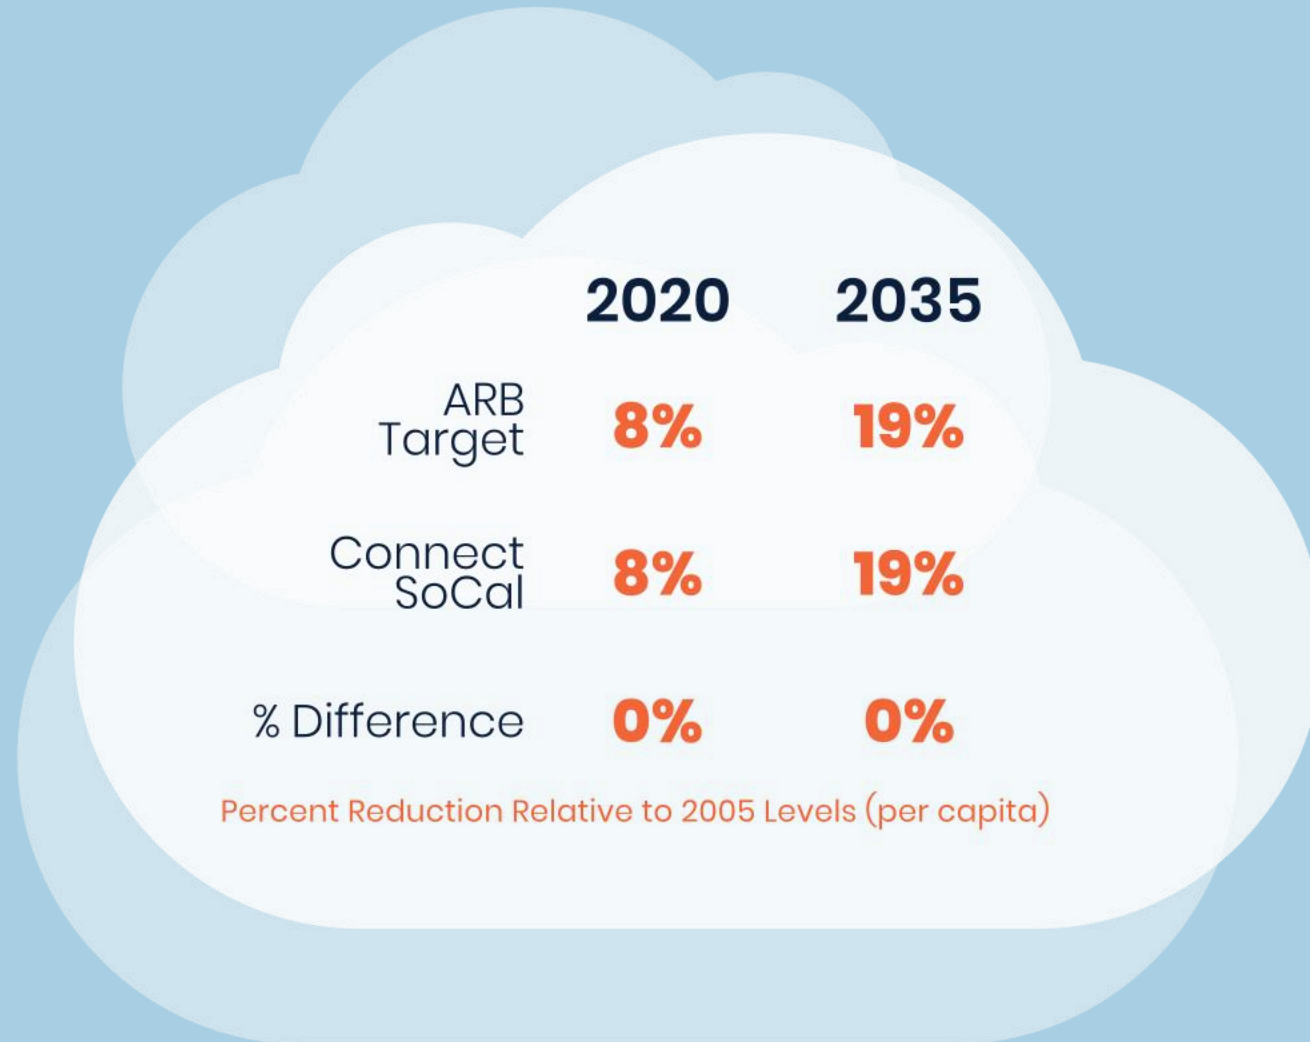 2020 2035
ARB
Target 8% 19%
Connect
SoCal 8% 19%
% Difference 0% 0%
Percent Reduction Relative to 2005 Levels (per capita)